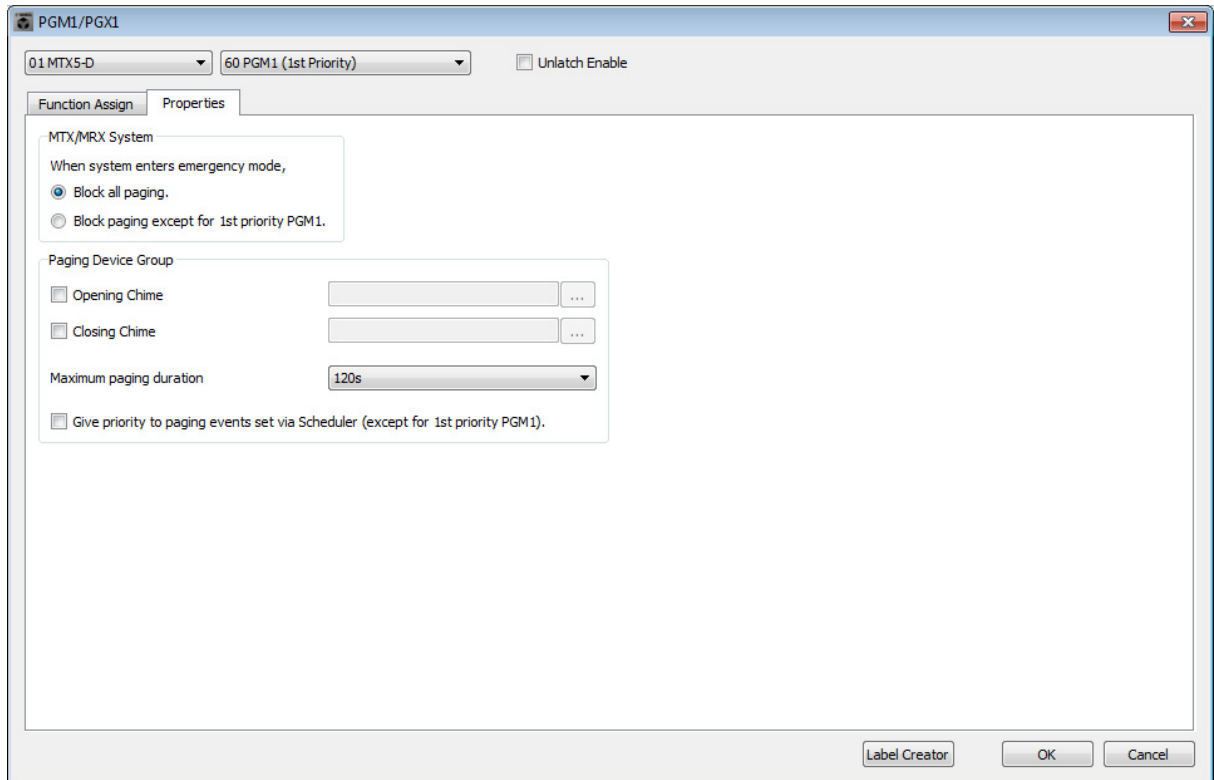 PGM1/PGX1
01 MTX5-D 60 PGM1 (1st Priority) Unlatch Enable
Function Assign Properties
MTX/MRX System
When system enters emergency mode,
Block all paging.
Block paging except for 1st priority PGM1.
Paging Device Group
Opening Chime ...
Closing Chime ...
Maximum paging duration 120s
Give priority to paging events set via Scheduler (except for 1st priority PGM1).
Label Creator OK Cancel